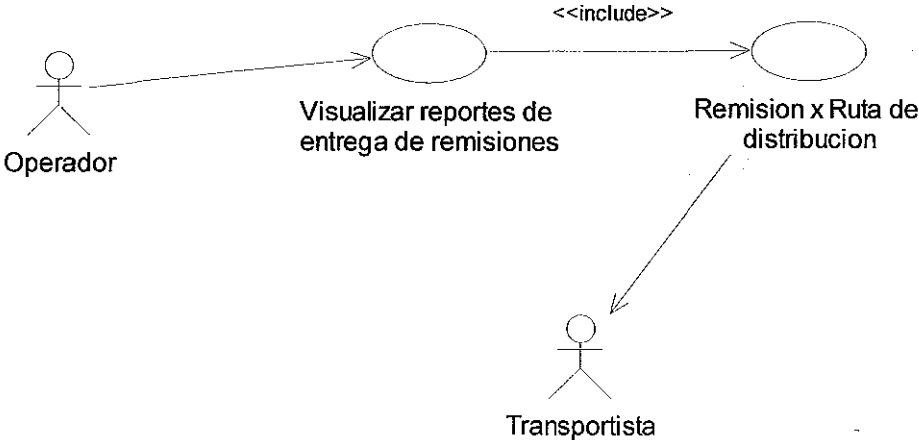 <<include>>
Visualizar reportes de
entrega de remisiones
Remision x Ruta de
distribucion
Operador
Transportista